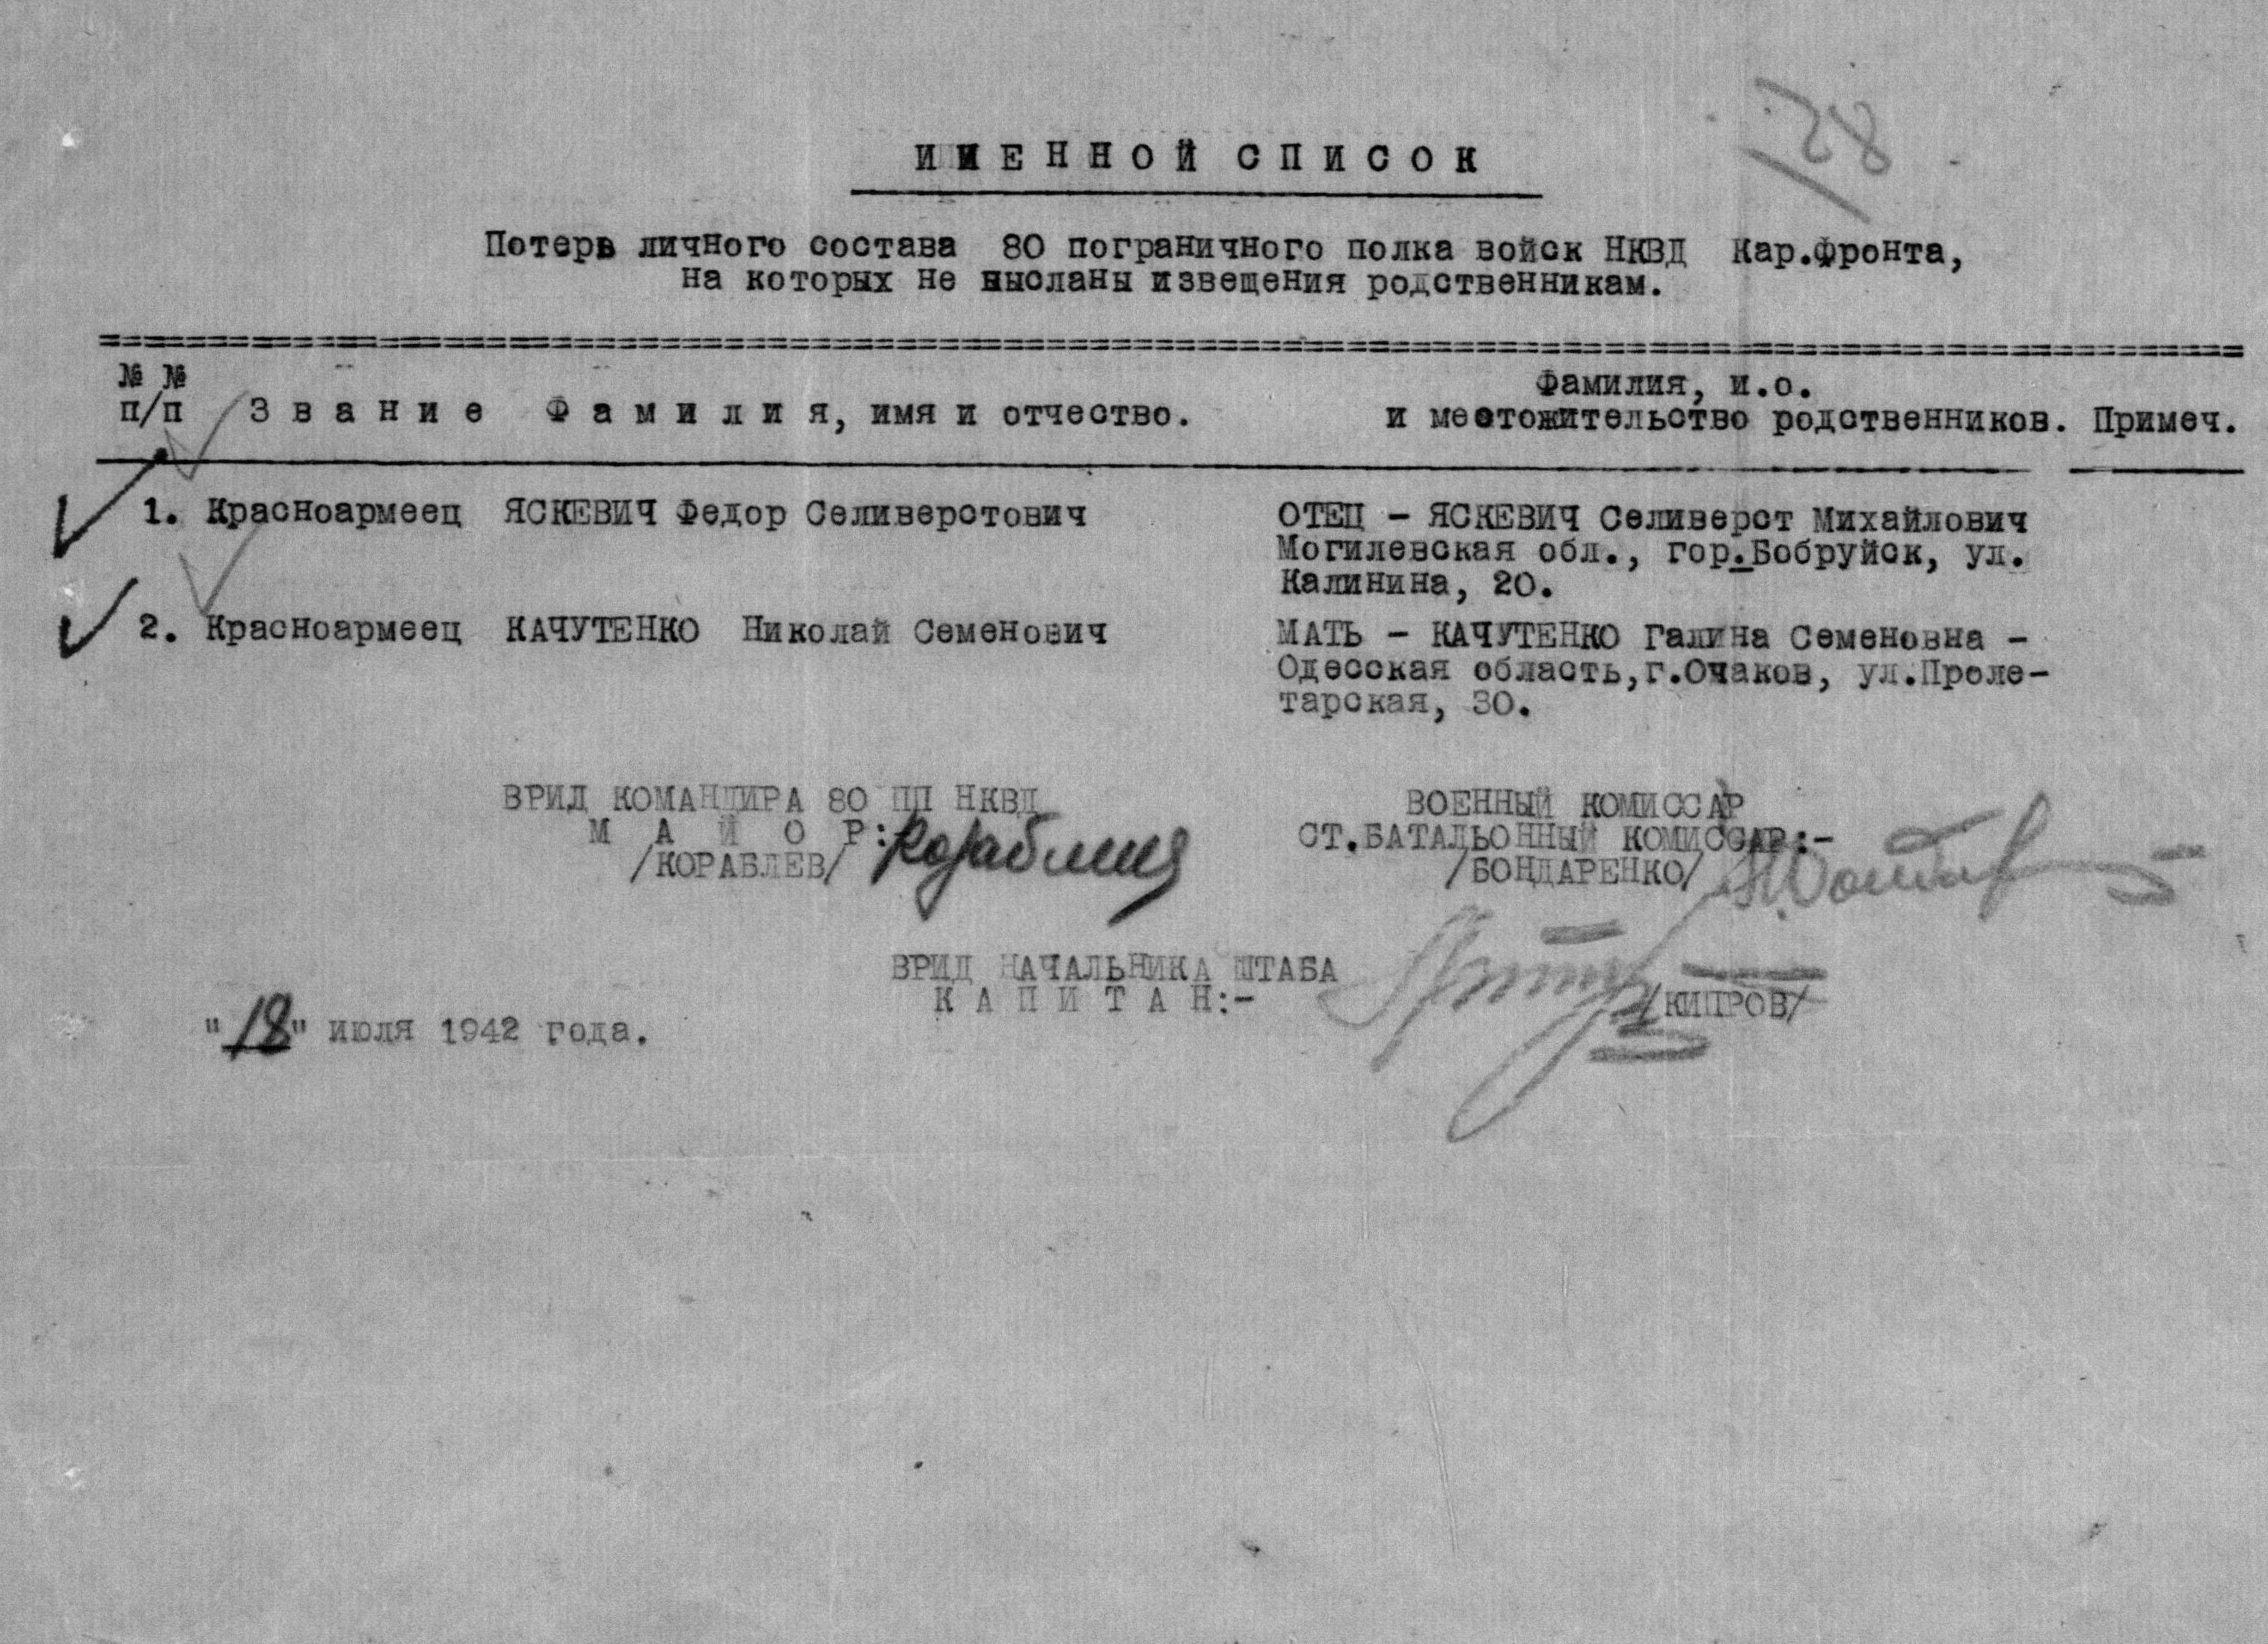 28
ИМЕННОЙ СПИСОК
Потерь личного состава 80 пограничного полка войск НКВД Кар.фронта,
на которых не высланы извещения родственникам.
№ №
п/п Звание Фамилия, имя и отчество.
Фамилия, и.о.
и местожительство родственников. Примеч.
1. Красноармеец ЯСКЕВИЧ Федор Селиверстович
ОТЕЦ - ЯСКЕВИЧ Селиверст Михайлович
Могилевская обл., гор.Бобруйск, ул.
Калинина, 20.
2. Красноармеец КАЧУТЕНКО Николай Семенович
МАТЬ - КАЧУТЕНКО Галина Семеновна -
Одесская область,г.Очаков, ул.Проле-
тарская, 30.
ВРИД КОМАНДИРА 80 ПП НКВД
МАЙОР:
/КОРАБЛЕВ/
ВОЕННЫЙ КОМИССАР
СТ.БАТАЛЬОННЫЙ КОМИССАР:-
/БОНДАРЕНКО/
ВРИД НАЧАЛЬНИКА ШТАБА
КАПИТАН:-
/КИПРОВ/
"18" июля 1942 года.